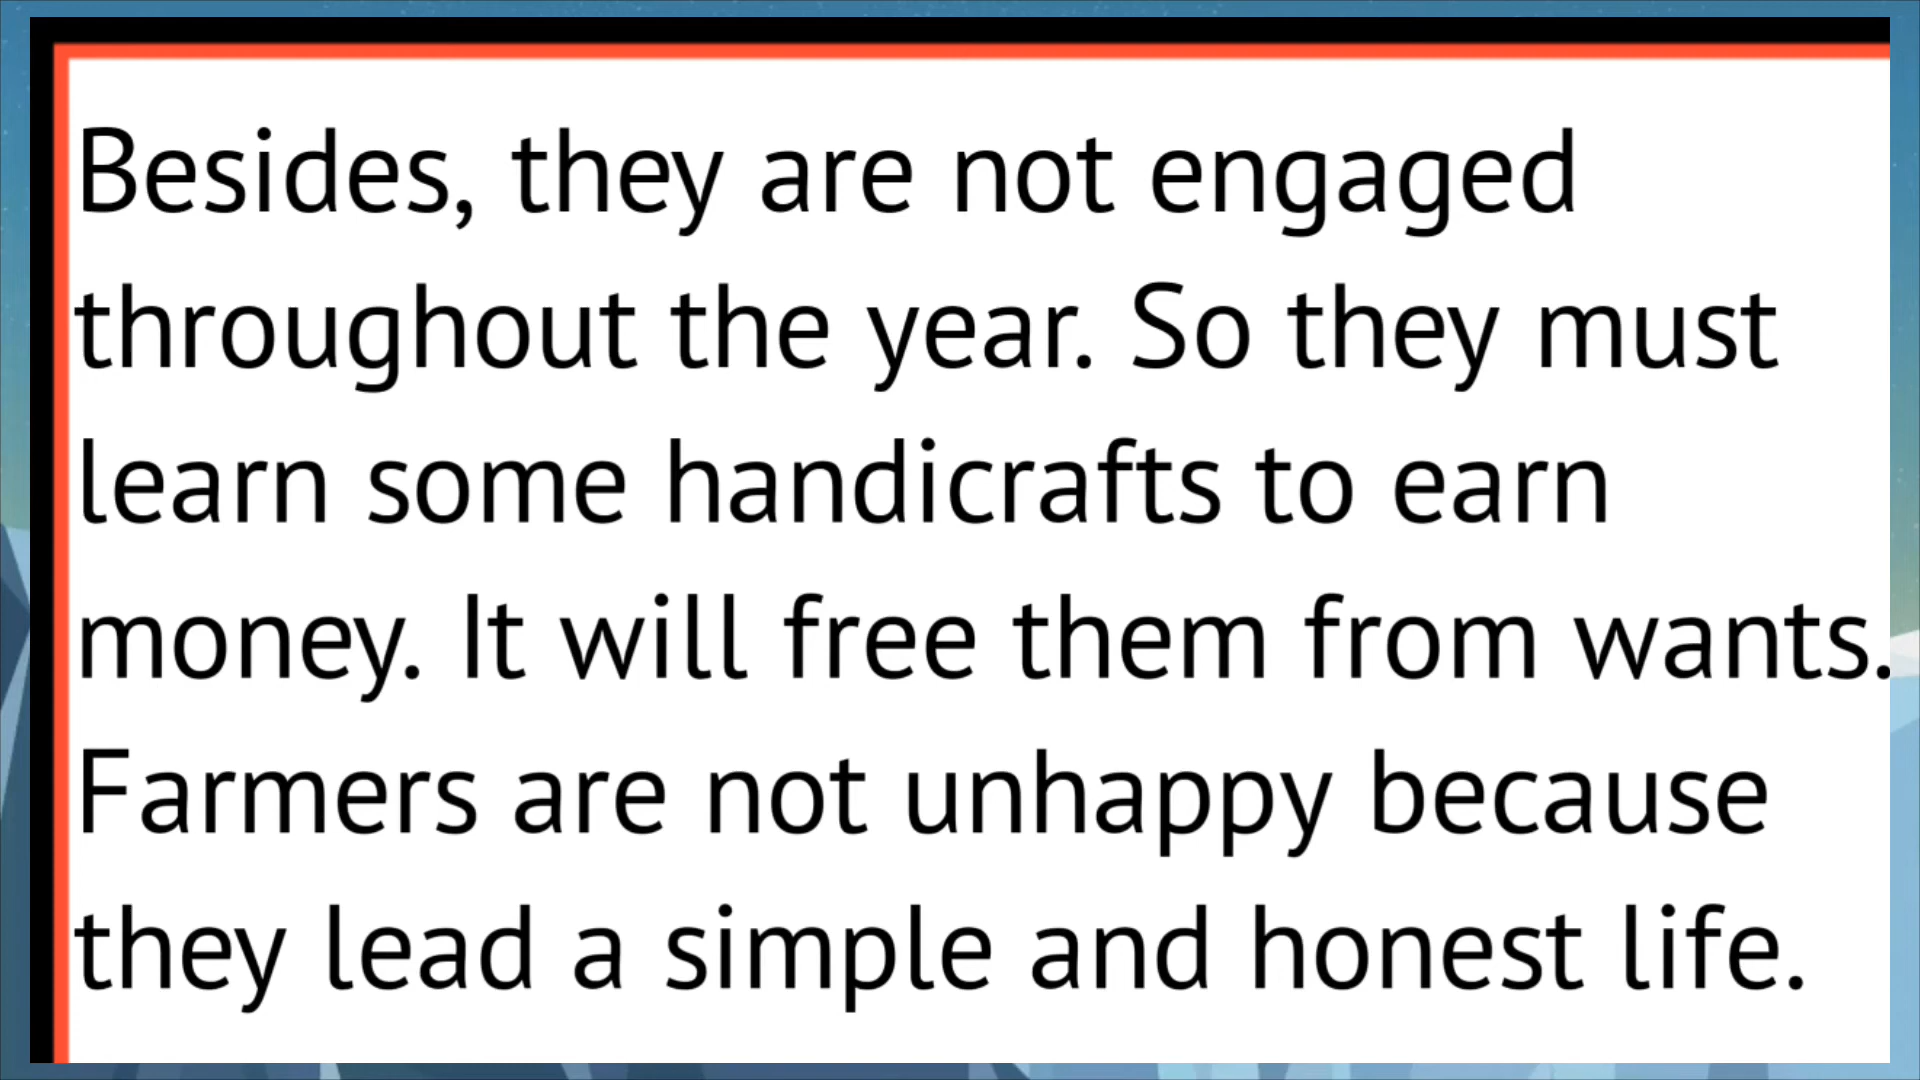 Besides, they are not engaged
throughout the year. So they must
learn some handicrafts to earn
money. It will free them from wants.
Farmers are not unhappy because
they lead a simple and honest life.